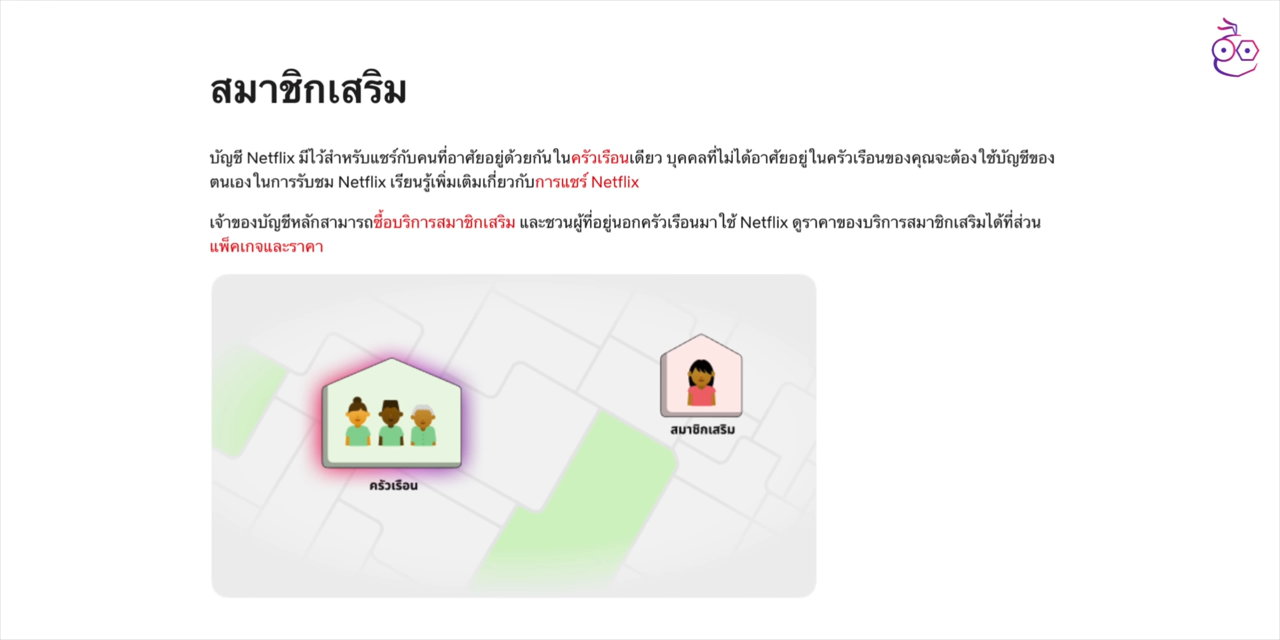 สมาชิกเสริม
บัญชี Netflix มีไว้สำหรับแชร์กับคนที่อาศัยอยู่ด้วยกันในครัวเรือนเดียว บุคคลที่ไม่ได้อาศัยอยู่ในครัวเรือนของคุณจะต้องใช้บัญชีของ
ตนเองในการรับชม Netflix เรียนรู้เพิ่มเติมเกี่ยวกับการแชร์ Netflix
เจ้าของบัญชีหลักสามารถซื้อบริการสมาชิกเสริม และชวนผู้ที่อยู่นอกครัวเรือนมาใช้ Netflix ดูราคาของบริการสมาชิกเสริมได้ที่ส่วน
แพ็คเกจและราคา
สมาชิกเสริม
ครัวเรือน